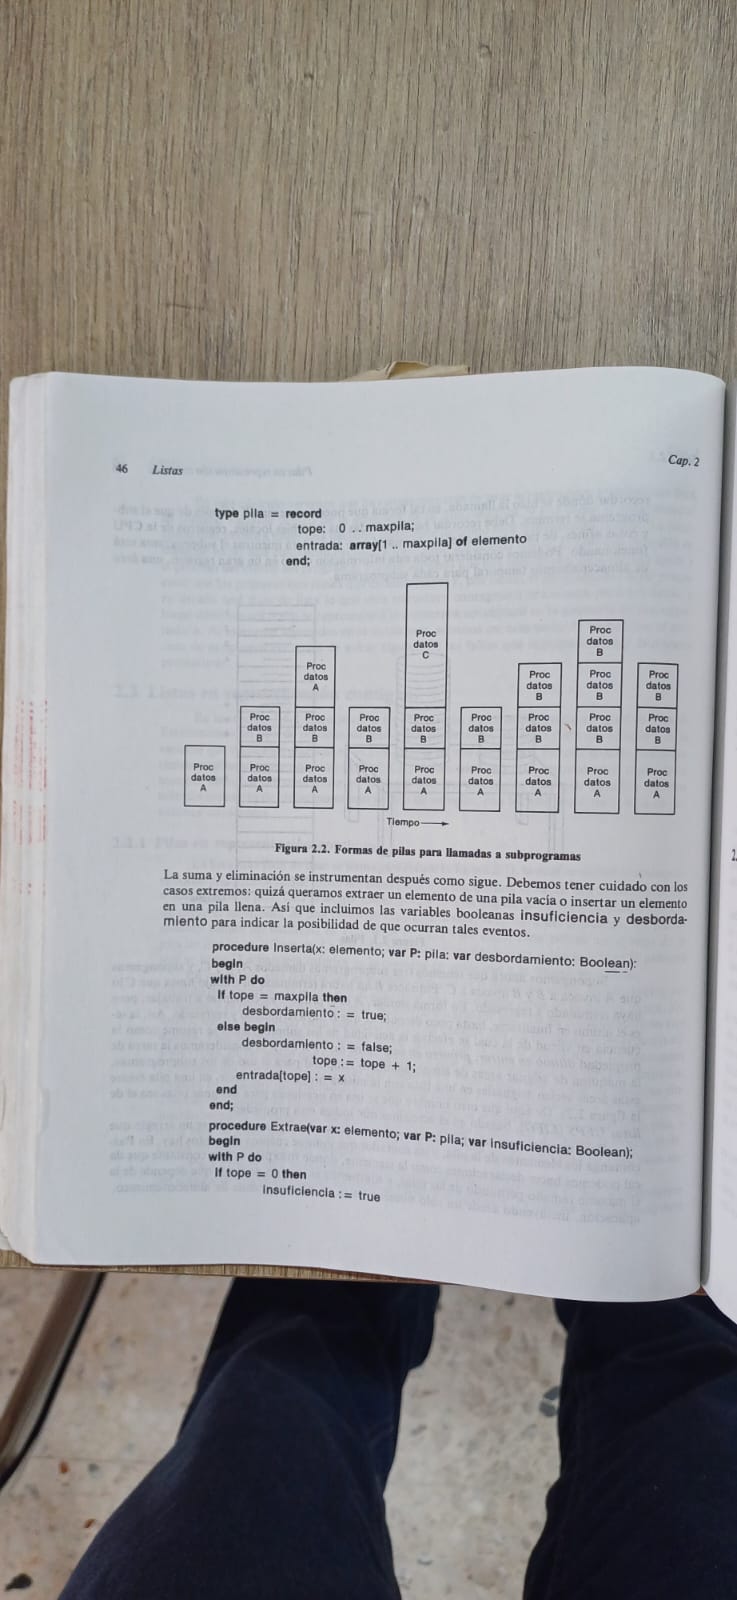 46 Listas Cap. 2
type pila = record
tope: 0 .. maxpila;
entrada: array[1 .. maxpila] of elemento
end;
Proc
datos
C
Proc
datos
B
Proc
datos
A
Proc
datos
B
Proc
datos
B
Proc
datos
B
Proc
datos
B
Proc
datos
B
Proc
datos
B
Proc
datos
B
Proc
datos
B
Proc
datos
B
Proc
datos
B
Proc
datos
B
Proc
datos
B
Proc
datos
A
Proc
datos
A
Proc
datos
A
Proc
datos
A
Proc
datos
A
Proc
datos
A
Proc
datos
A
Proc
datos
A
Proc
datos
A
Tiempo
Figura 2.2. Formas de pilas para llamadas a subprogramas
La suma y eliminación se instrumentan después como sigue. Debemos tener cuidado con los
casos extremos: quizá queramos extraer un elemento de una pila vacía o insertar un elemento
en una pila llena. Así que incluimos las variables booleanas insuficiencia y desborda-
miento para indicar la posibilidad de que ocurran tales eventos.
procedure Inserta(x: elemento; var P: pila; var desbordamiento: Boolean):
begin
with P do
If tope = maxpila then
desbordamiento : = true;
else begin
desbordamiento : = false;
tope : = tope + 1;
entrada[tope] : = x
end
end;
procedure Extrae(var x: elemento; var P: pila; var insuficiencia: Boolean);
begin
with P do
If tope = 0 then
insuficiencia : = true
2.